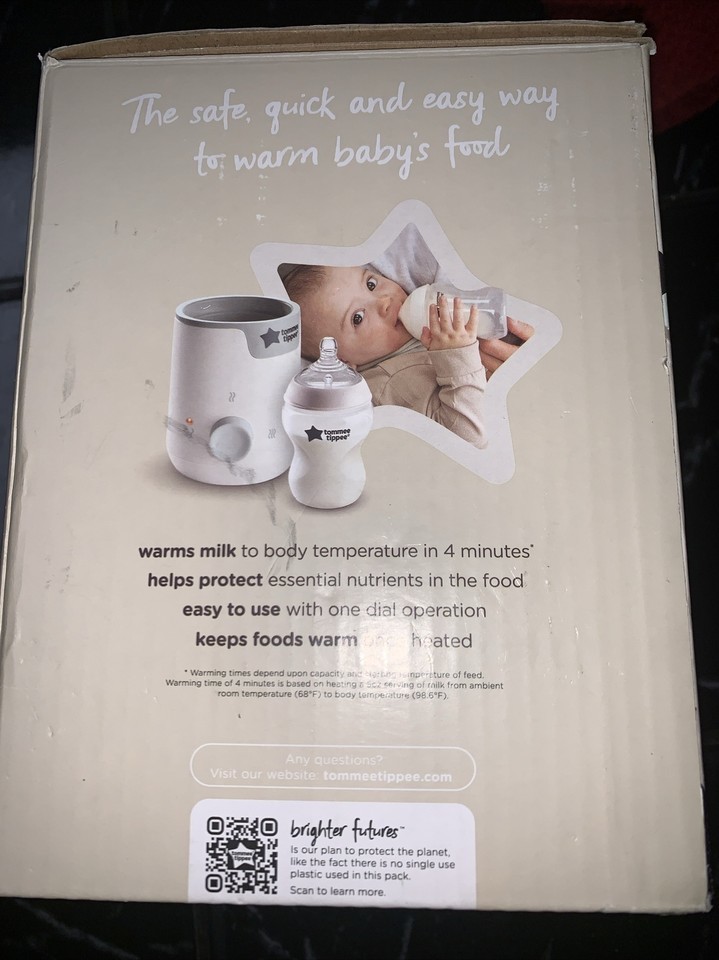 The safe, quick and easy way
to warm baby's food
tommee
tippee
tommee
tippee
warms milk to body temperature in 4 minutes*
helps protect essential nutrients in the food
easy to use with one dial operation
keeps foods warm heated
* Warming times depend upon capacity and starting temperature of feed.
Warming time of 4 minutes is based on heating a 5oz serving of milk from ambient
room temperature (68°F) to body temperature (98.6°F).
Any questions?
Visit our website: tommeetippee.com
brighter futures™
Is our plan to protect the planet,
like the fact there is no single use
plastic used in this pack.
Scan to learn more.
tommee
tippee